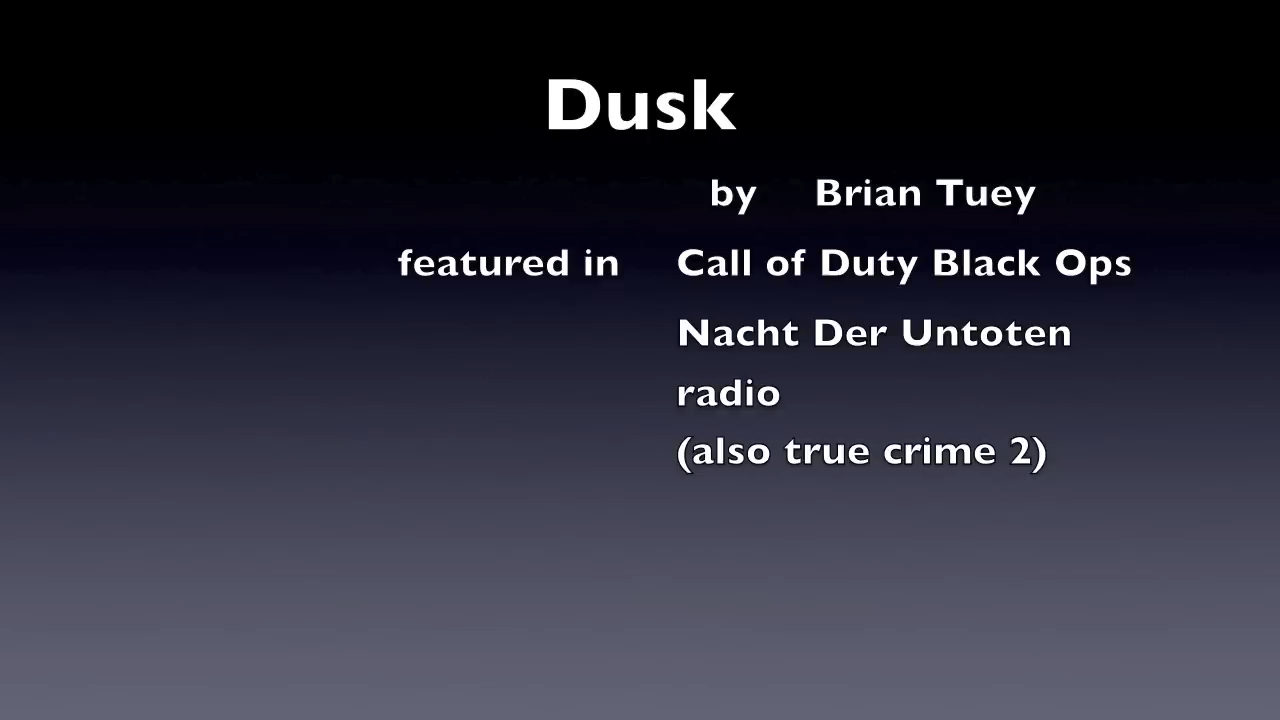 Dusk
by Brian Tuey
featured in Call of Duty Black Ops
Nacht Der Untoten
radio
(also true crime 2)